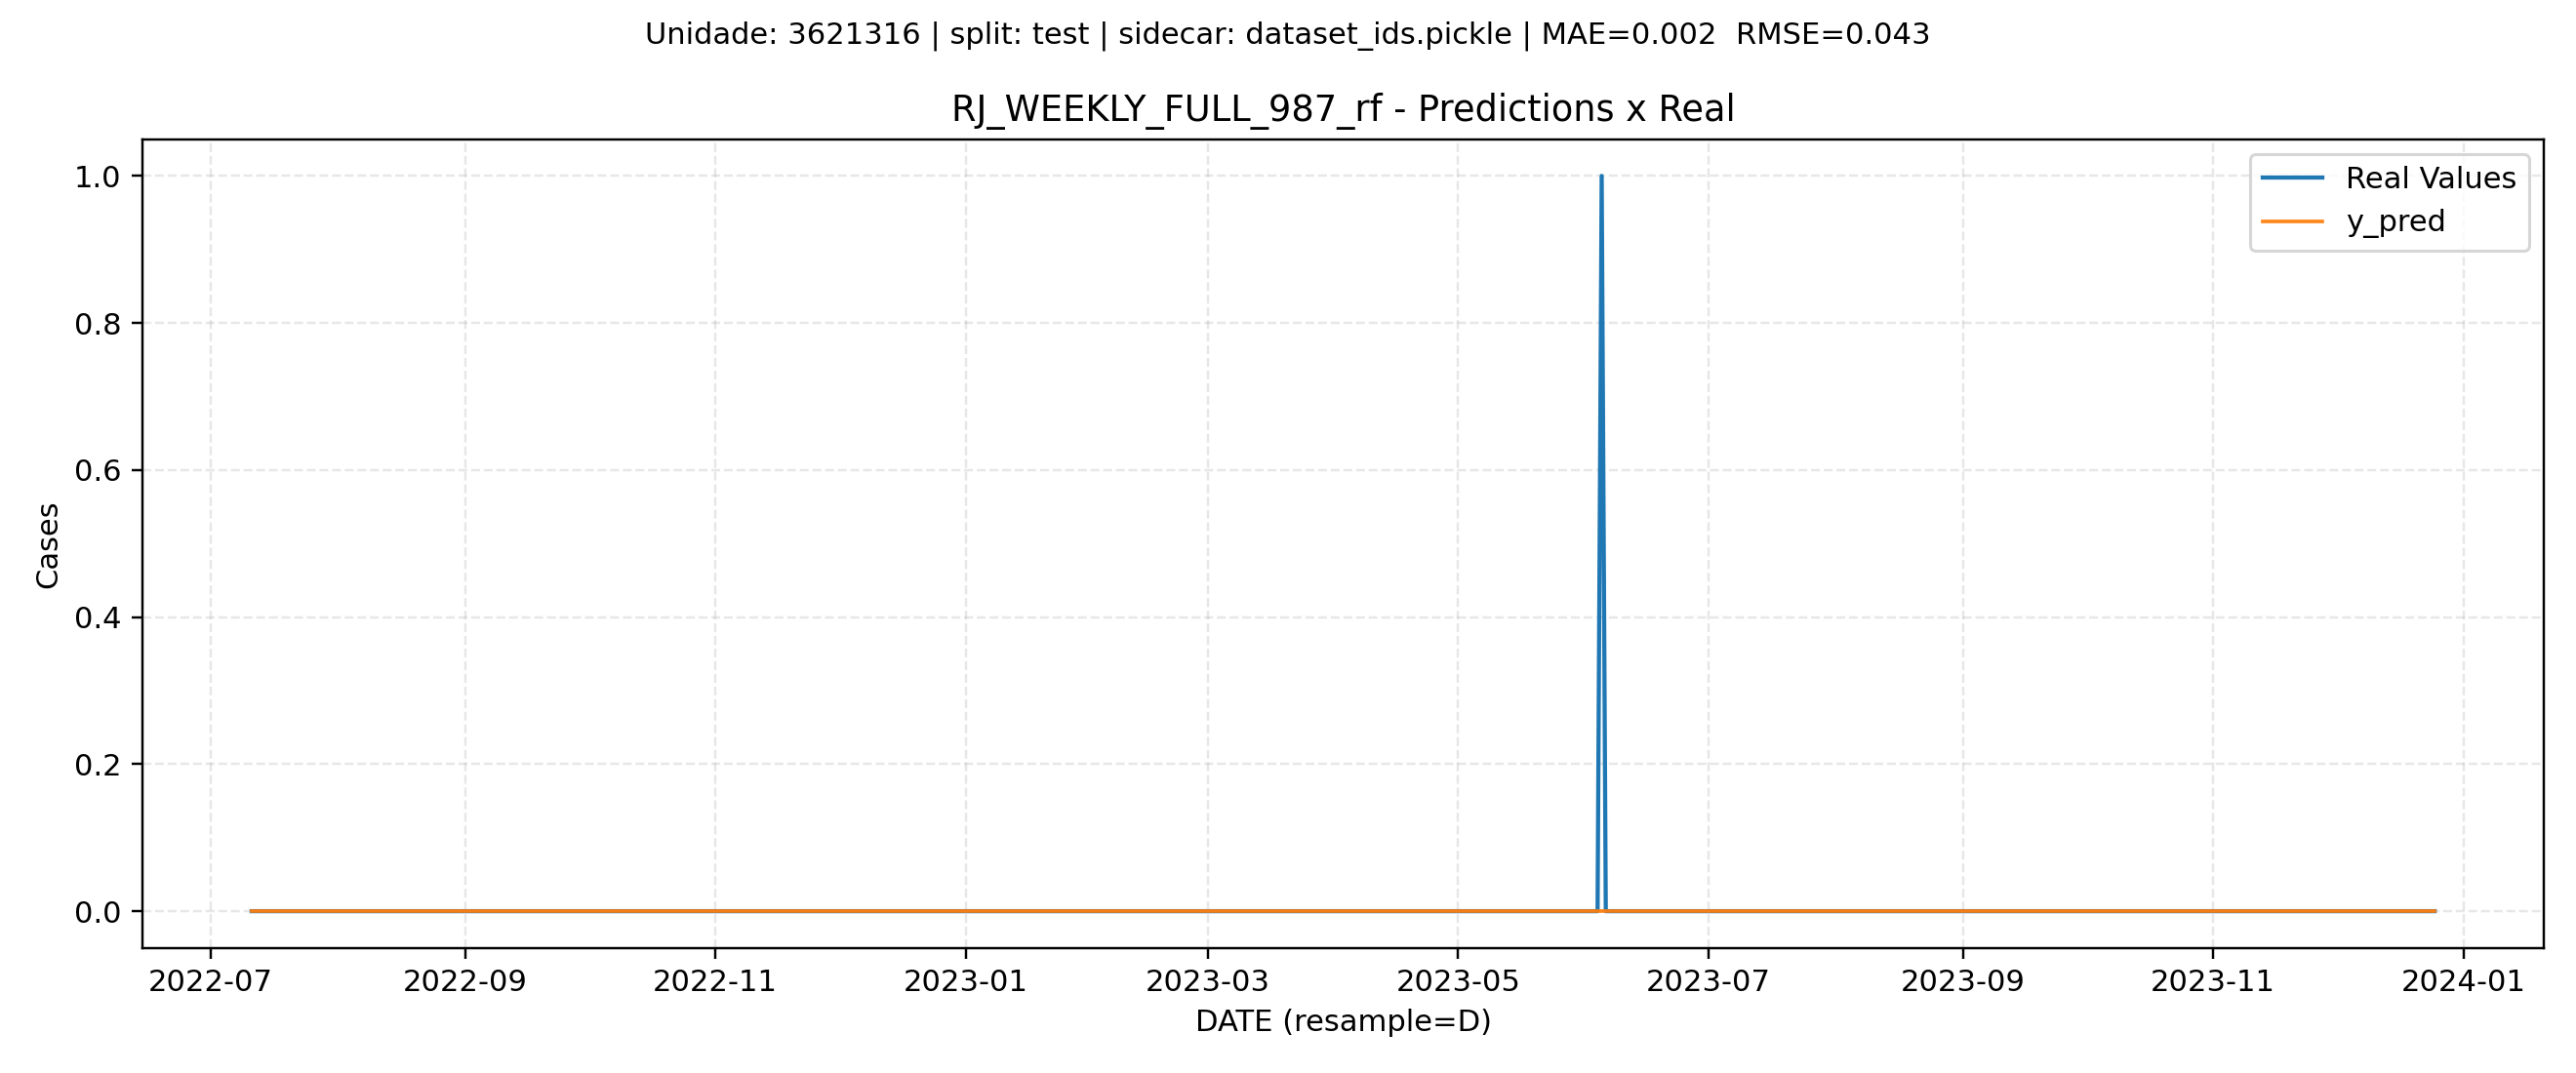 Unidade: 3621316 | split: test | sidecar: dataset_ids.pickle | MAE=0.002  RMSE=0.043
RJ_WEEKLY_FULL_987_rf - Predictions x Real
Real Values
y_pred
1.0
0.8
0.6
0.4
0.2
0.0
Cases
2022-07 2022-09 2022-11 2023-01 2023-03 2023-05 2023-07 2023-09 2023-11 2024-01
DATE (resample=D)